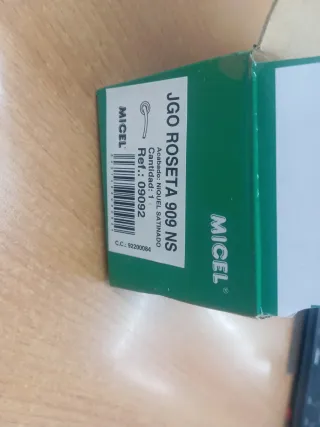 JGO ROSETA 909 NS
Acabado: NIQUEL SATINADO
Cantidad: 1
Ref.: 09092
MICEL
C.C.: 92200084
MICEL®